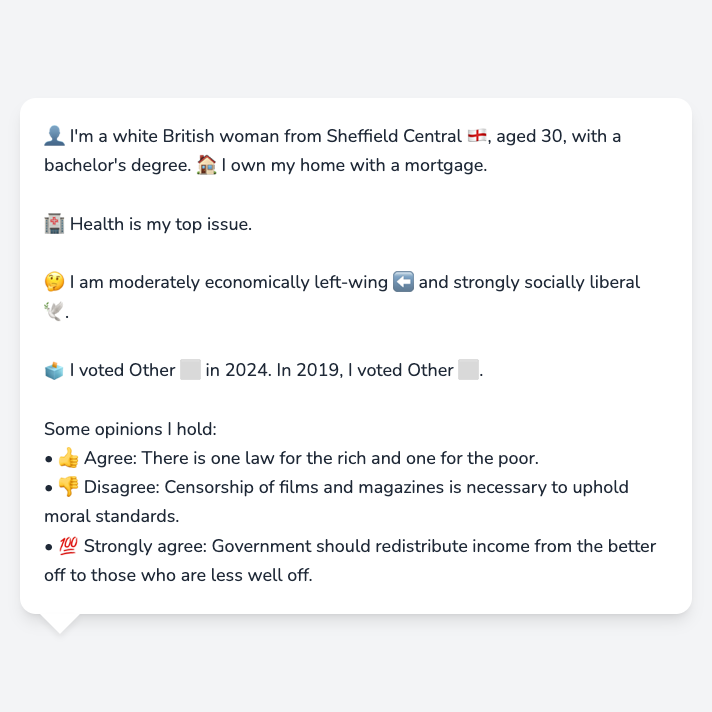 👤 I'm a white British woman from Sheffield Central 🏴󠁧󠁢󠁥󠁮󠁧󠁿, aged 30, with a
bachelor's degree. 🏠 I own my home with a mortgage.
🏥 Health is my top issue.
🤔 I am moderately economically left-wing ⬅️ and strongly socially liberal
🕊️.
🗳️ I voted Other ⬜ in 2024. In 2019, I voted Other ⬜.
Some opinions I hold:
• 👍 Agree: There is one law for the rich and one for the poor.
• 👎 Disagree: Censorship of films and magazines is necessary to uphold
moral standards.
• 💯 Strongly agree: Government should redistribute income from the better
off to those who are less well off.